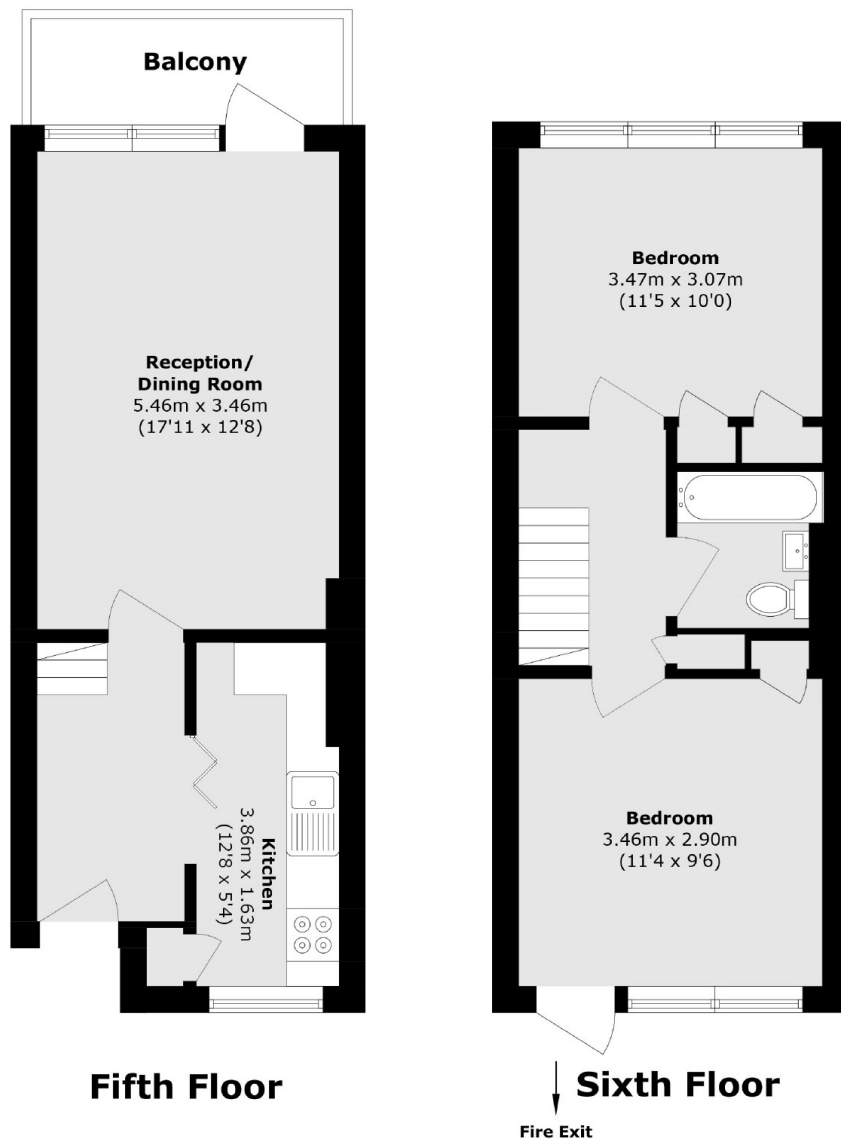 Balcony
Reception/
Dining Room
5.46m x 3.46m
(17'11 x 12'8)
Kitchen
3.86m x 1.63m
(12'8 x 5'4)
Fifth Floor
Bedroom
3.47m x 3.07m
(11'5 x 10'0)
Bedroom
3.46m x 2.90m
(11'4 x 9'6)
Sixth Floor
Fire Exit